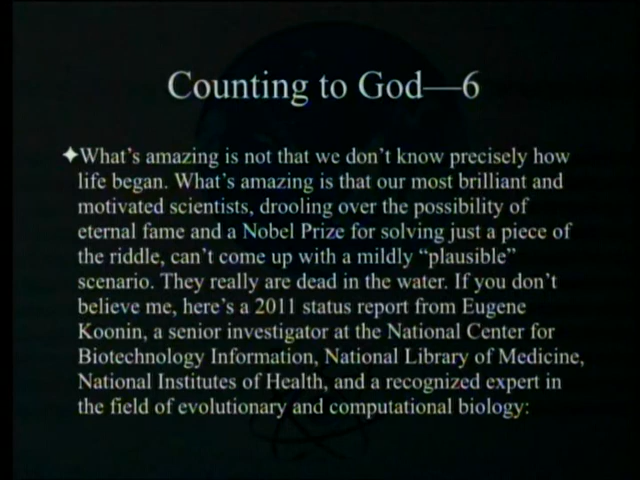 Counting to God—6
✦What's amazing is not that we don't know precisely how
life began. What's amazing is that our most brilliant and
motivated scientists, drooling over the possibility of
eternal fame and a Nobel Prize for solving just a piece of
the riddle, can't come up with a mildly “plausible”
scenario. They really are dead in the water. If you don't
believe me, here's a 2011 status report from Eugene
Koonin, a senior investigator at the National Center for
Biotechnology Information, National Library of Medicine,
National Institutes of Health, and a recognized expert in
the field of evolutionary and computational biology: